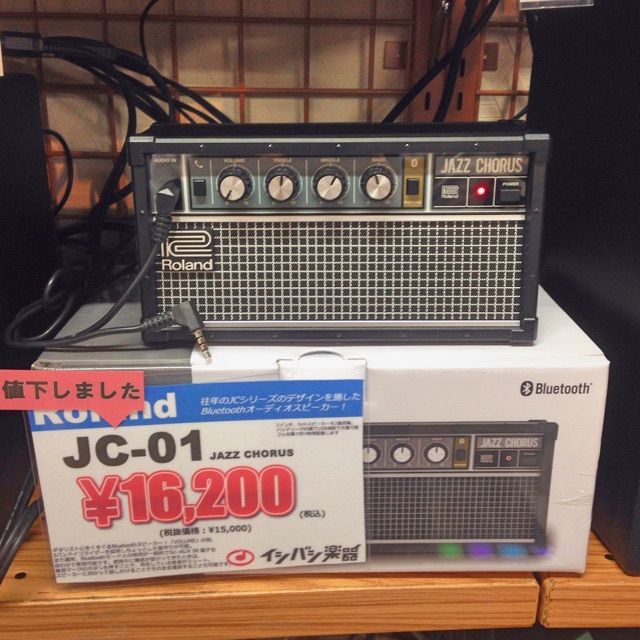 AUDIO IN
VOLUME TREBLE MIDDLE BASS
JAZZ CHORUS
Roland
POWER
Roland
Bluetooth
値下しました
Roland
往年のJCシリーズのデザインを施した
Bluetoothオーディオスピーカー!
JC-01 JAZZ CHORUS
¥16,200
(税込)
(税抜価格:¥15,000)
イシバシ楽器
JAZZ CHORUS